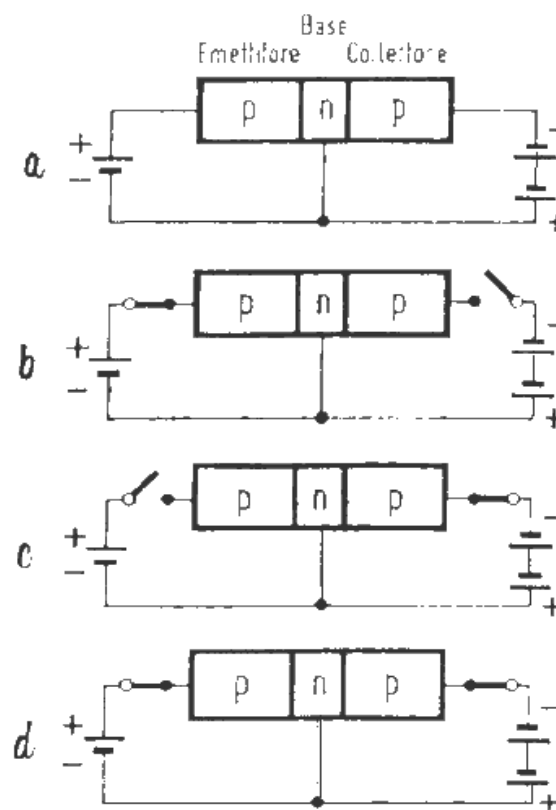 Base
Emettitore Collettore
p n p
+ −
a
− +
p n p
+ −
b
− +
p n p
+ −
c
− +
p n p
+ −
d
− +